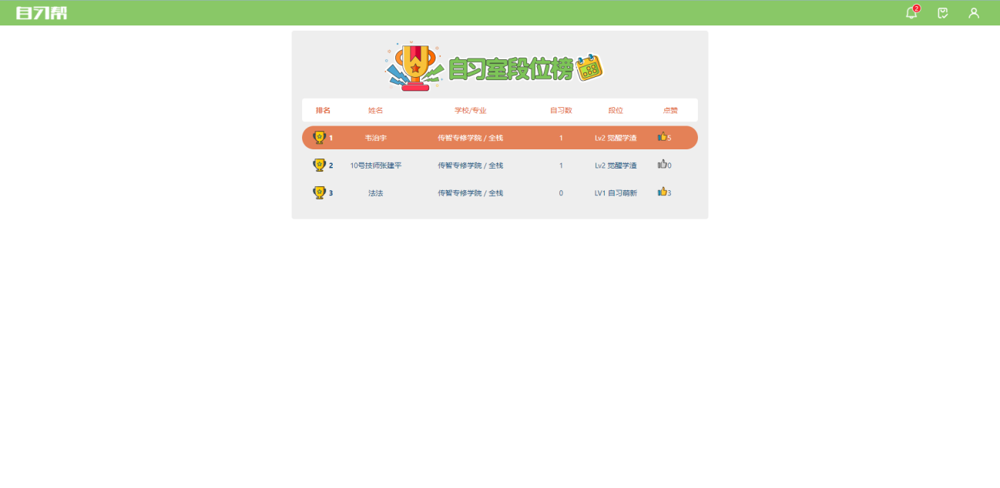 自习帮
2
自习室段位榜
排名 姓名 学校/专业 自习数 段位 点赞
1 韦治宇 传智专修学院 / 全栈 1 Lv2 觉醒学渣 5
2 10号技师张建平 传智专修学院 / 全栈 1 Lv2 觉醒学渣 0
3 法法 传智专修学院 / 全栈 0 LV1 自习萌新 3